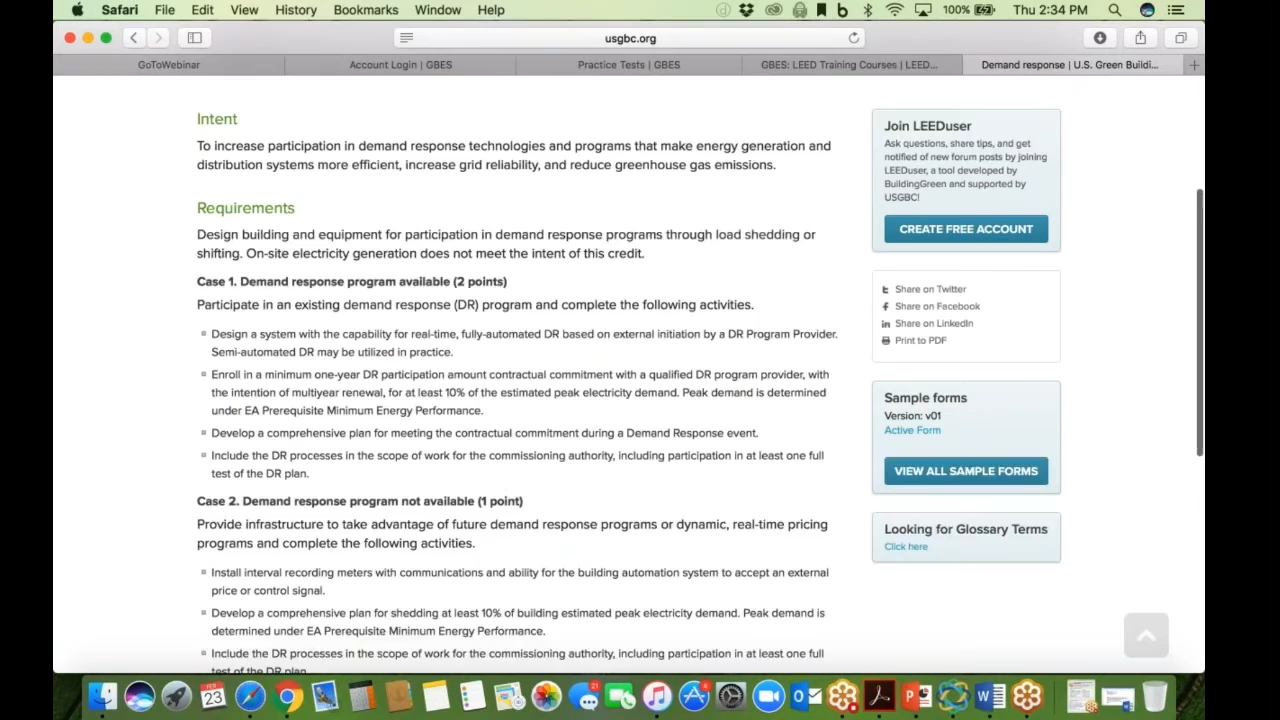 Safari File Edit View History Bookmarks Window Help 100% Thu 2:34 PM
usgbc.org
GoToWebinar Account Login | GBES Practice Tests | GBES GBES: LEED Training Courses | LEED... Demand response | U.S. Green Buildi...
Intent
To increase participation in demand response technologies and programs that make energy generation and
distribution systems more efficient, increase grid reliability, and reduce greenhouse gas emissions.
Requirements
Design building and equipment for participation in demand response programs through load shedding or
shifting. On-site electricity generation does not meet the intent of this credit.
Case 1. Demand response program available (2 points)
Participate in an existing demand response (DR) program and complete the following activities.
Design a system with the capability for real-time, fully-automated DR based on external initiation by a DR Program Provider.
Semi-automated DR may be utilized in practice.
Enroll in a minimum one-year DR participation amount contractual commitment with a qualified DR program provider, with
the intention of multiyear renewal, for at least 10% of the estimated peak electricity demand. Peak demand is determined
under EA Prerequisite Minimum Energy Performance.
Develop a comprehensive plan for meeting the contractual commitment during a Demand Response event.
Include the DR processes in the scope of work for the commissioning authority, including participation in at least one full
test of the DR plan.
Case 2. Demand response program not available (1 point)
Provide infrastructure to take advantage of future demand response programs or dynamic, real-time pricing
programs and complete the following activities.
Install interval recording meters with communications and ability for the building automation system to accept an external
price or control signal.
Develop a comprehensive plan for shedding at least 10% of building estimated peak electricity demand. Peak demand is
determined under EA Prerequisite Minimum Energy Performance.
Include the DR processes in the scope of work for the commissioning authority, including participation in at least one full
test of the DR plan
Join LEEDuser
Ask questions, share tips, and get
notified of new forum posts by joining
LEEDuser, a tool developed by
BuildingGreen and supported by
USGBC!
CREATE FREE ACCOUNT
Share on Twitter
Share on Facebook
Share on LinkedIn
Print to PDF
Sample forms
Version: v01
Active Form
VIEW ALL SAMPLE FORMS
Looking for Glossary Terms
Click here
23
21